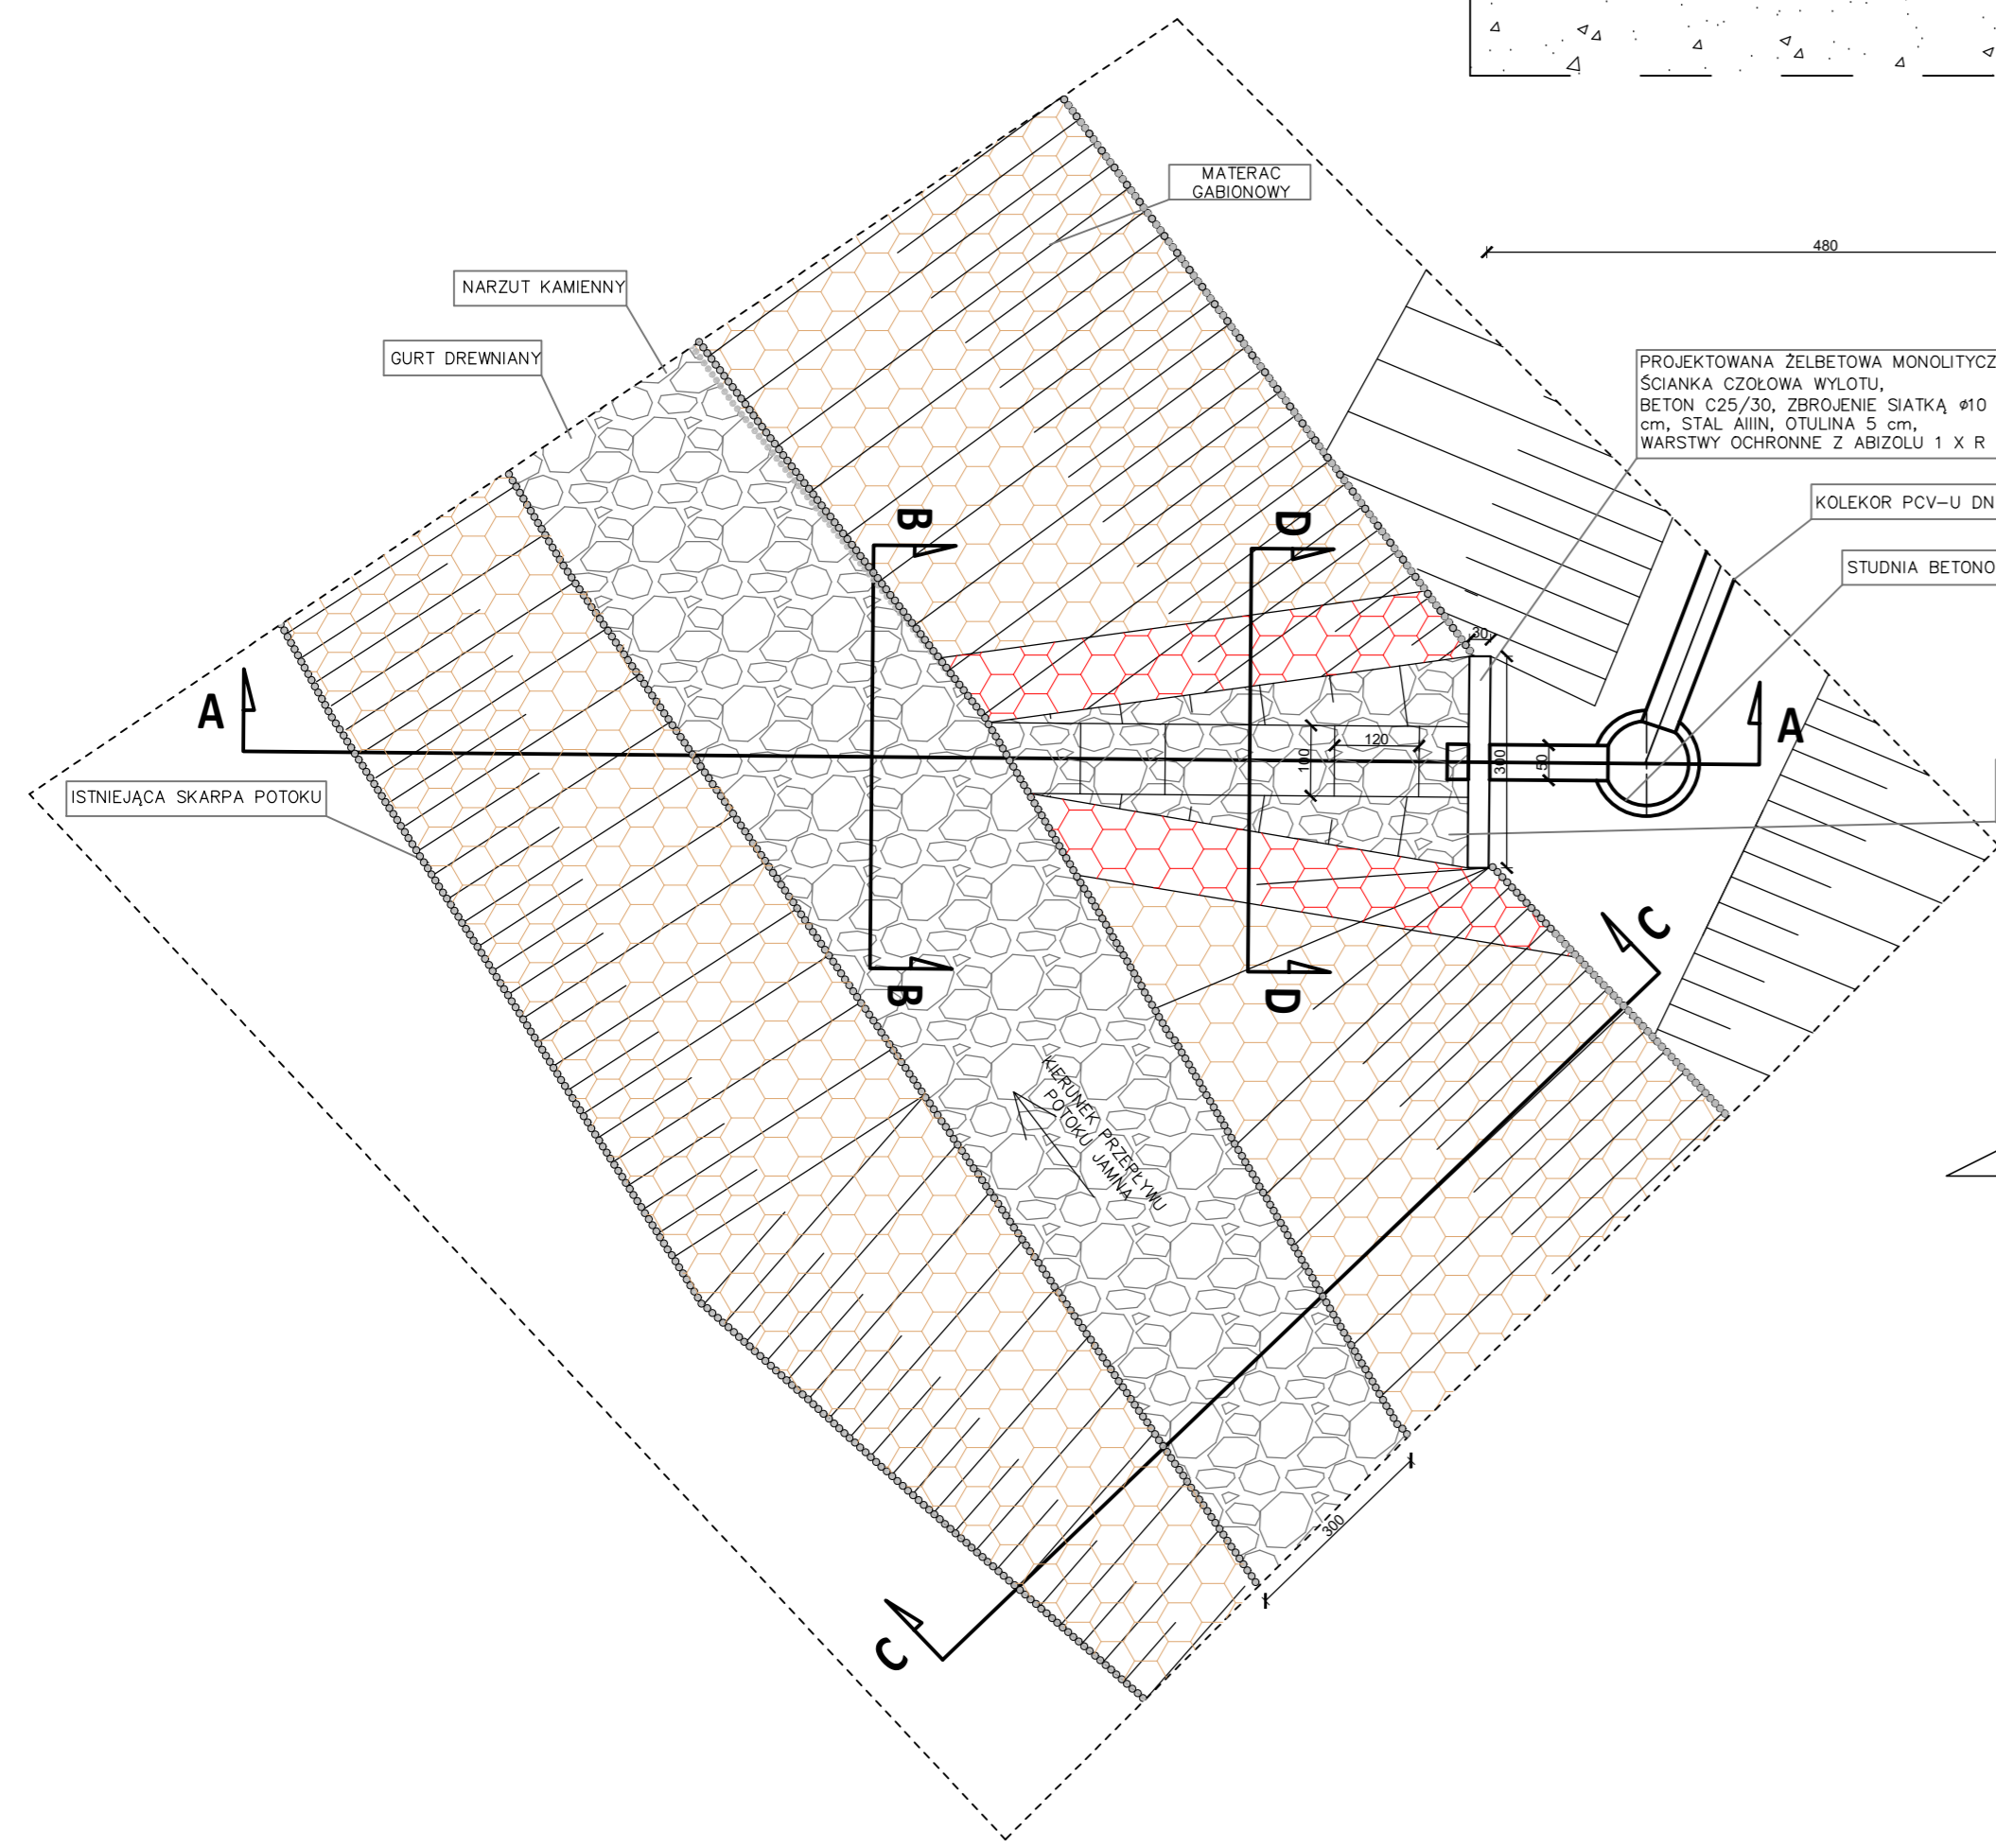 MATERAC
GABIONOWY
480
NARZUT KAMIENNY
GURT DREWNIANY
PROJEKTOWANA ŻELBETOWA MONOLITYCZ
ŚCIANKA CZOŁOWA WYLOTU,
BETON C25/30, ZBROJENIE SIATKĄ ø10
cm, STAL AIIIN, OTULINA 5 cm,
WARSTWY OCHRONNE Z ABIZOLU 1 X R
KOLEKOR PCV-U DN
STUDNIA BETONO
B
D
30
A
A
120
100
300
50
ISTNIEJĄCA SKARPA POTOKU
C
B
D
KIERUNEK PRZEPŁYWU
POTOKU JAMNA
300
C